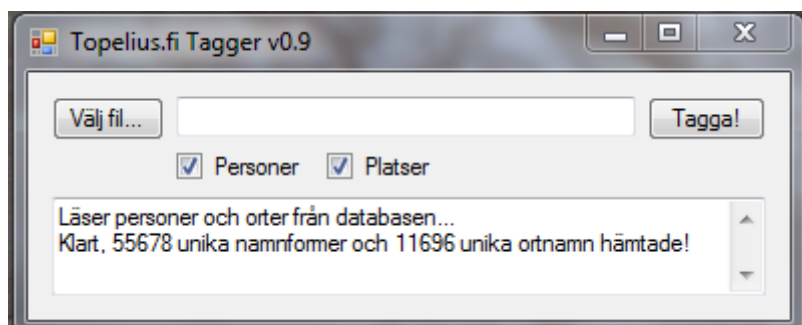 Topelius.fi Tagger v0.9
Välj fil... Tagga!
Personer Platser
Läser personer och orter från databasen...
Klart, 55678 unika namnformer och 11696 unika ortnamn hämtade!